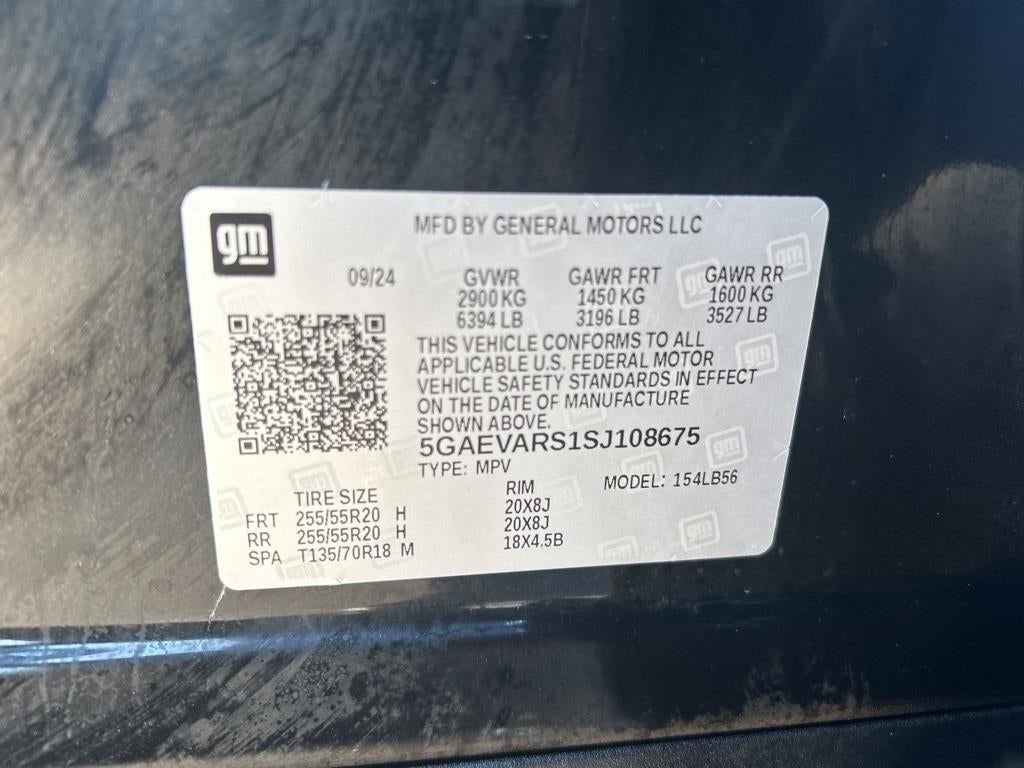 gm
MFD BY GENERAL MOTORS LLC
09/24 GVWR GAWR FRT GAWR RR
2900 KG 1450 KG 1600 KG
6394 LB 3196 LB 3527 LB
THIS VEHICLE CONFORMS TO ALL
APPLICABLE U.S. FEDERAL MOTOR
VEHICLE SAFETY STANDARDS IN EFFECT
ON THE DATE OF MANUFACTURE
SHOWN ABOVE.
5GAEVARS1SJ108675
TYPE: MPV MODEL: 154LB56
TIRE SIZE RIM
FRT 255/55R20 H 20X8J
RR 255/55R20 H 20X8J
SPA T135/70R18 M 18X4.5B